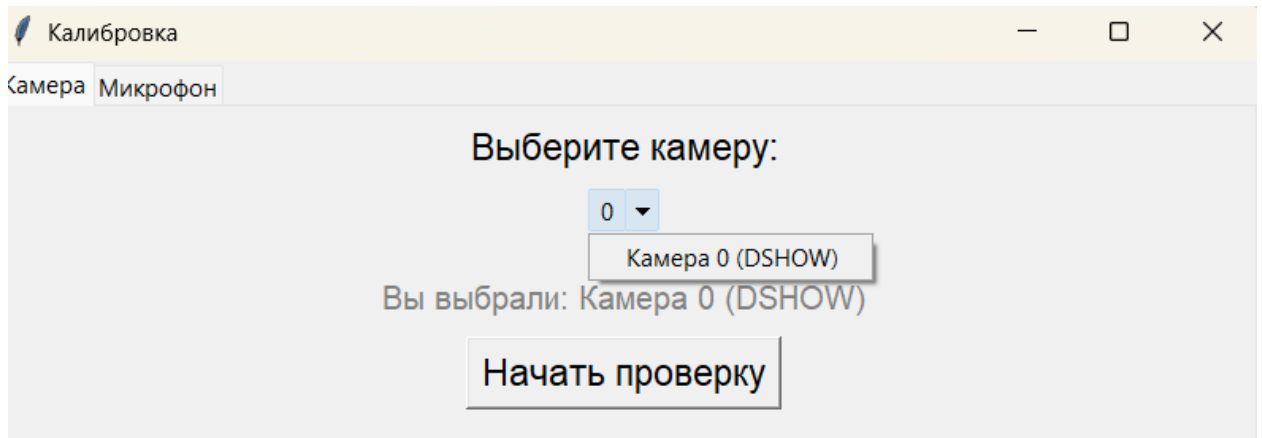 Калибровка
Камера Микрофон
Выберите камеру:
0
Камера 0 (DSHOW)
Вы выбрали: Камера 0 (DSHOW)
Начать проверку